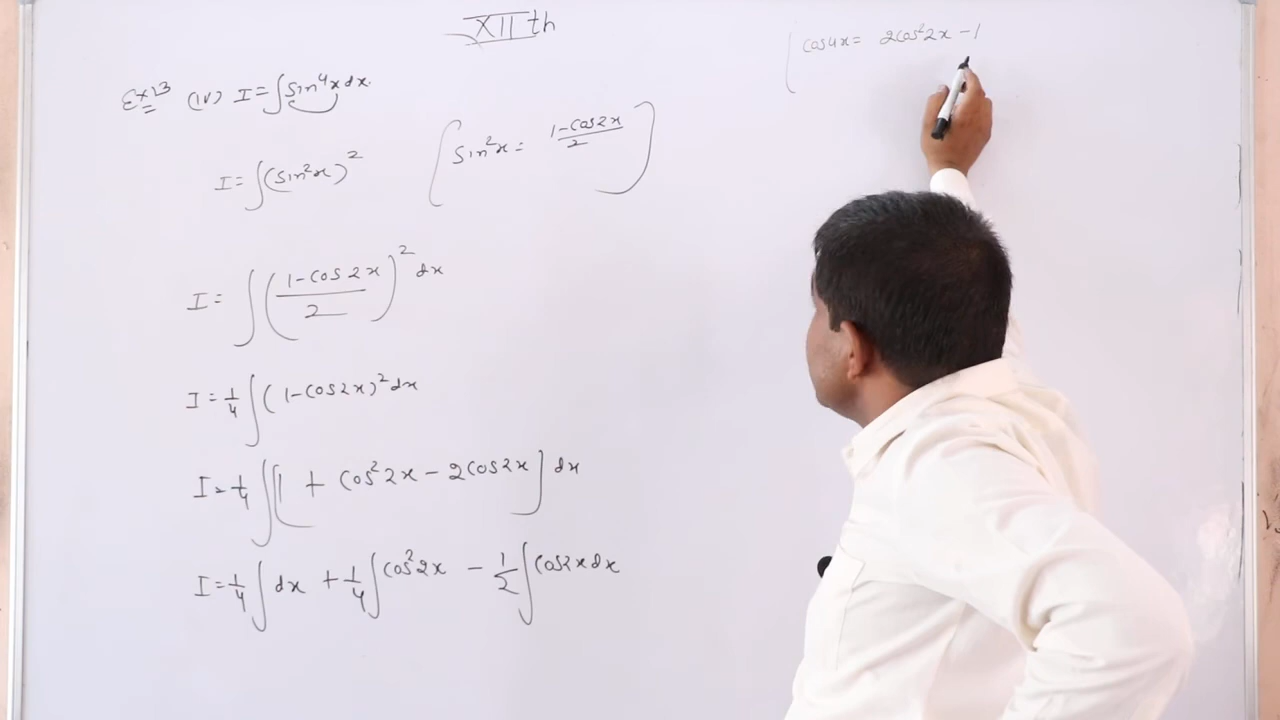 XIIth
cos4x = 2cos²2x - 1
Ex13 (iv) I = ∫sin⁴x dx.
I = ∫(sin²x)²
[sin²x = (1-cos2x)/2]
I = ∫((1-cos2x)/2)² dx
I = 1/4 ∫(1-cos2x)² dx
I = 1/4 ∫[1 + cos²2x - 2cos2x] dx
I = 1/4 ∫dx + 1/4 ∫cos²2x - 1/2 ∫cos2x dx